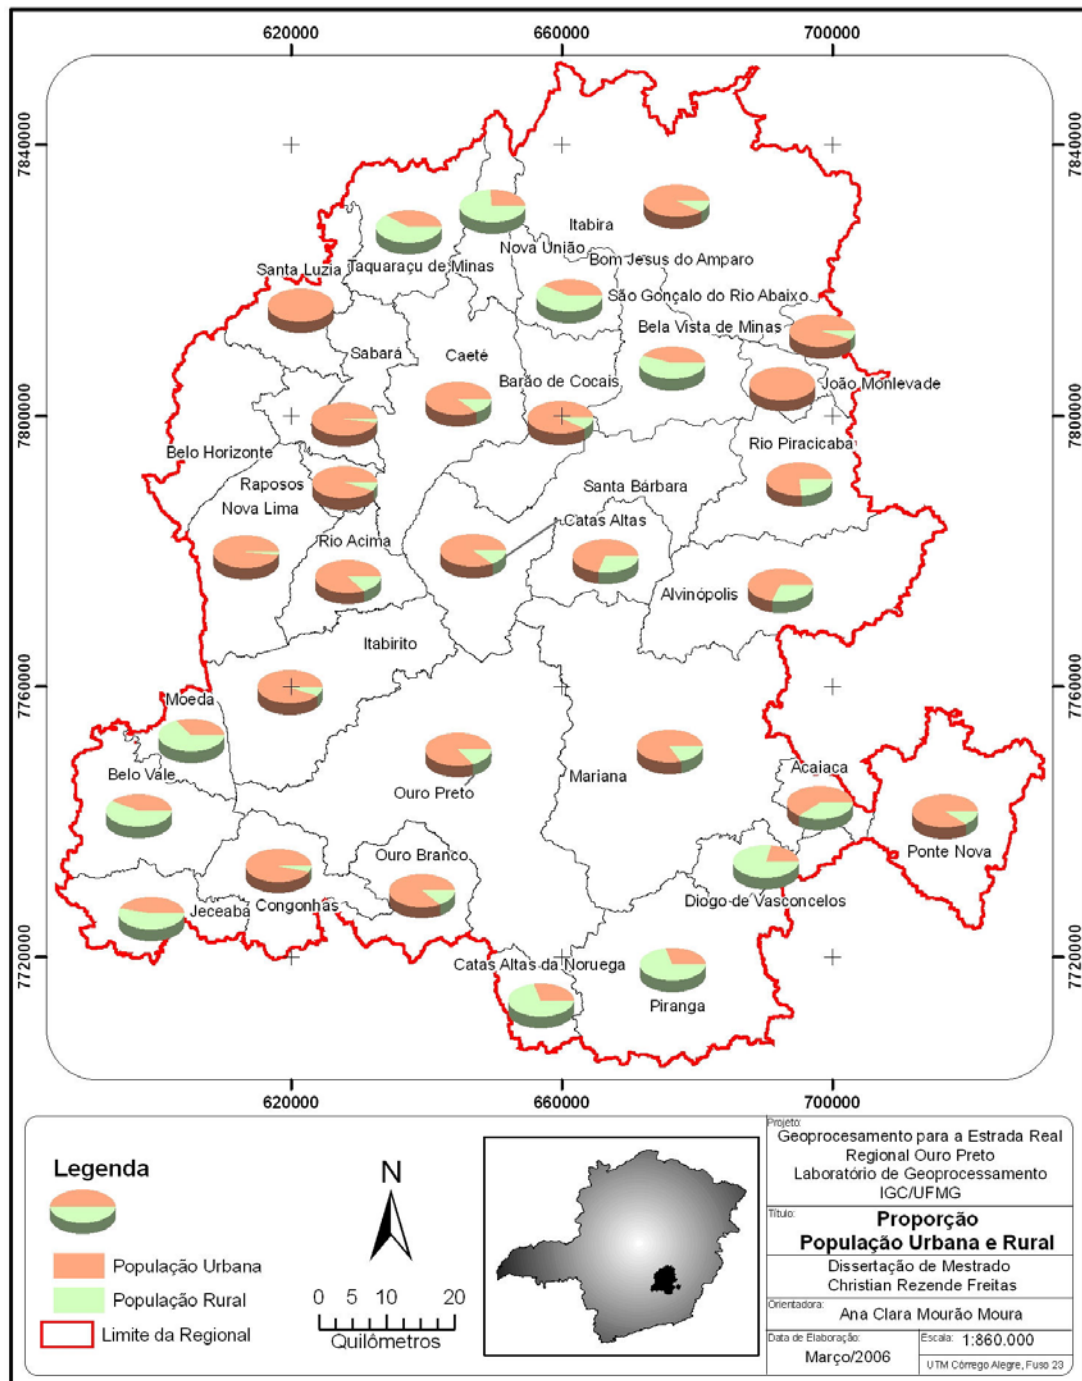 620000 660000 700000
7840000 7840000
Itabira
Nova União
Bom Jesus do Amparo
Taquaraçu de Minas
Santa Luzia
São Gonçalo do Rio Abaixo
Bela Vista de Minas
Sabará
Caeté
Barão de Cocais
João Monlevade
7800000 7800000
Rio Piracicaba
Belo Horizonte
Raposos
Santa Bárbara
Nova Lima
Catas Altas
Rio Acima
Alvinópolis
Itabirito
7760000 7760000
Moeda
Belo Vale
Mariana
Acaiaca
Ouro Preto
Ponte Nova
Ouro Branco
Diogo de Vasconcelos
Jeceaba
Congonhas
7720000 7720000
Catas Altas da Noruega
Piranga
620000 660000 700000
Legenda
População Urbana
População Rural
Limite da Regional
N
0 5 10 20
Quilômetros
Projeto:
Geoprocesamento para a Estrada Real
Regional Ouro Preto
Laboratório de Geoprocessamento
IGC/UFMG
Título:
Proporção
População Urbana e Rural
Dissertação de Mestrado
Christian Rezende Freitas
Orientadora:
Ana Clara Mourão Moura
Data de Elaboração:
Março/2006
Escala: 1:860.000
UTM Córrego Alegre, Fuso 23